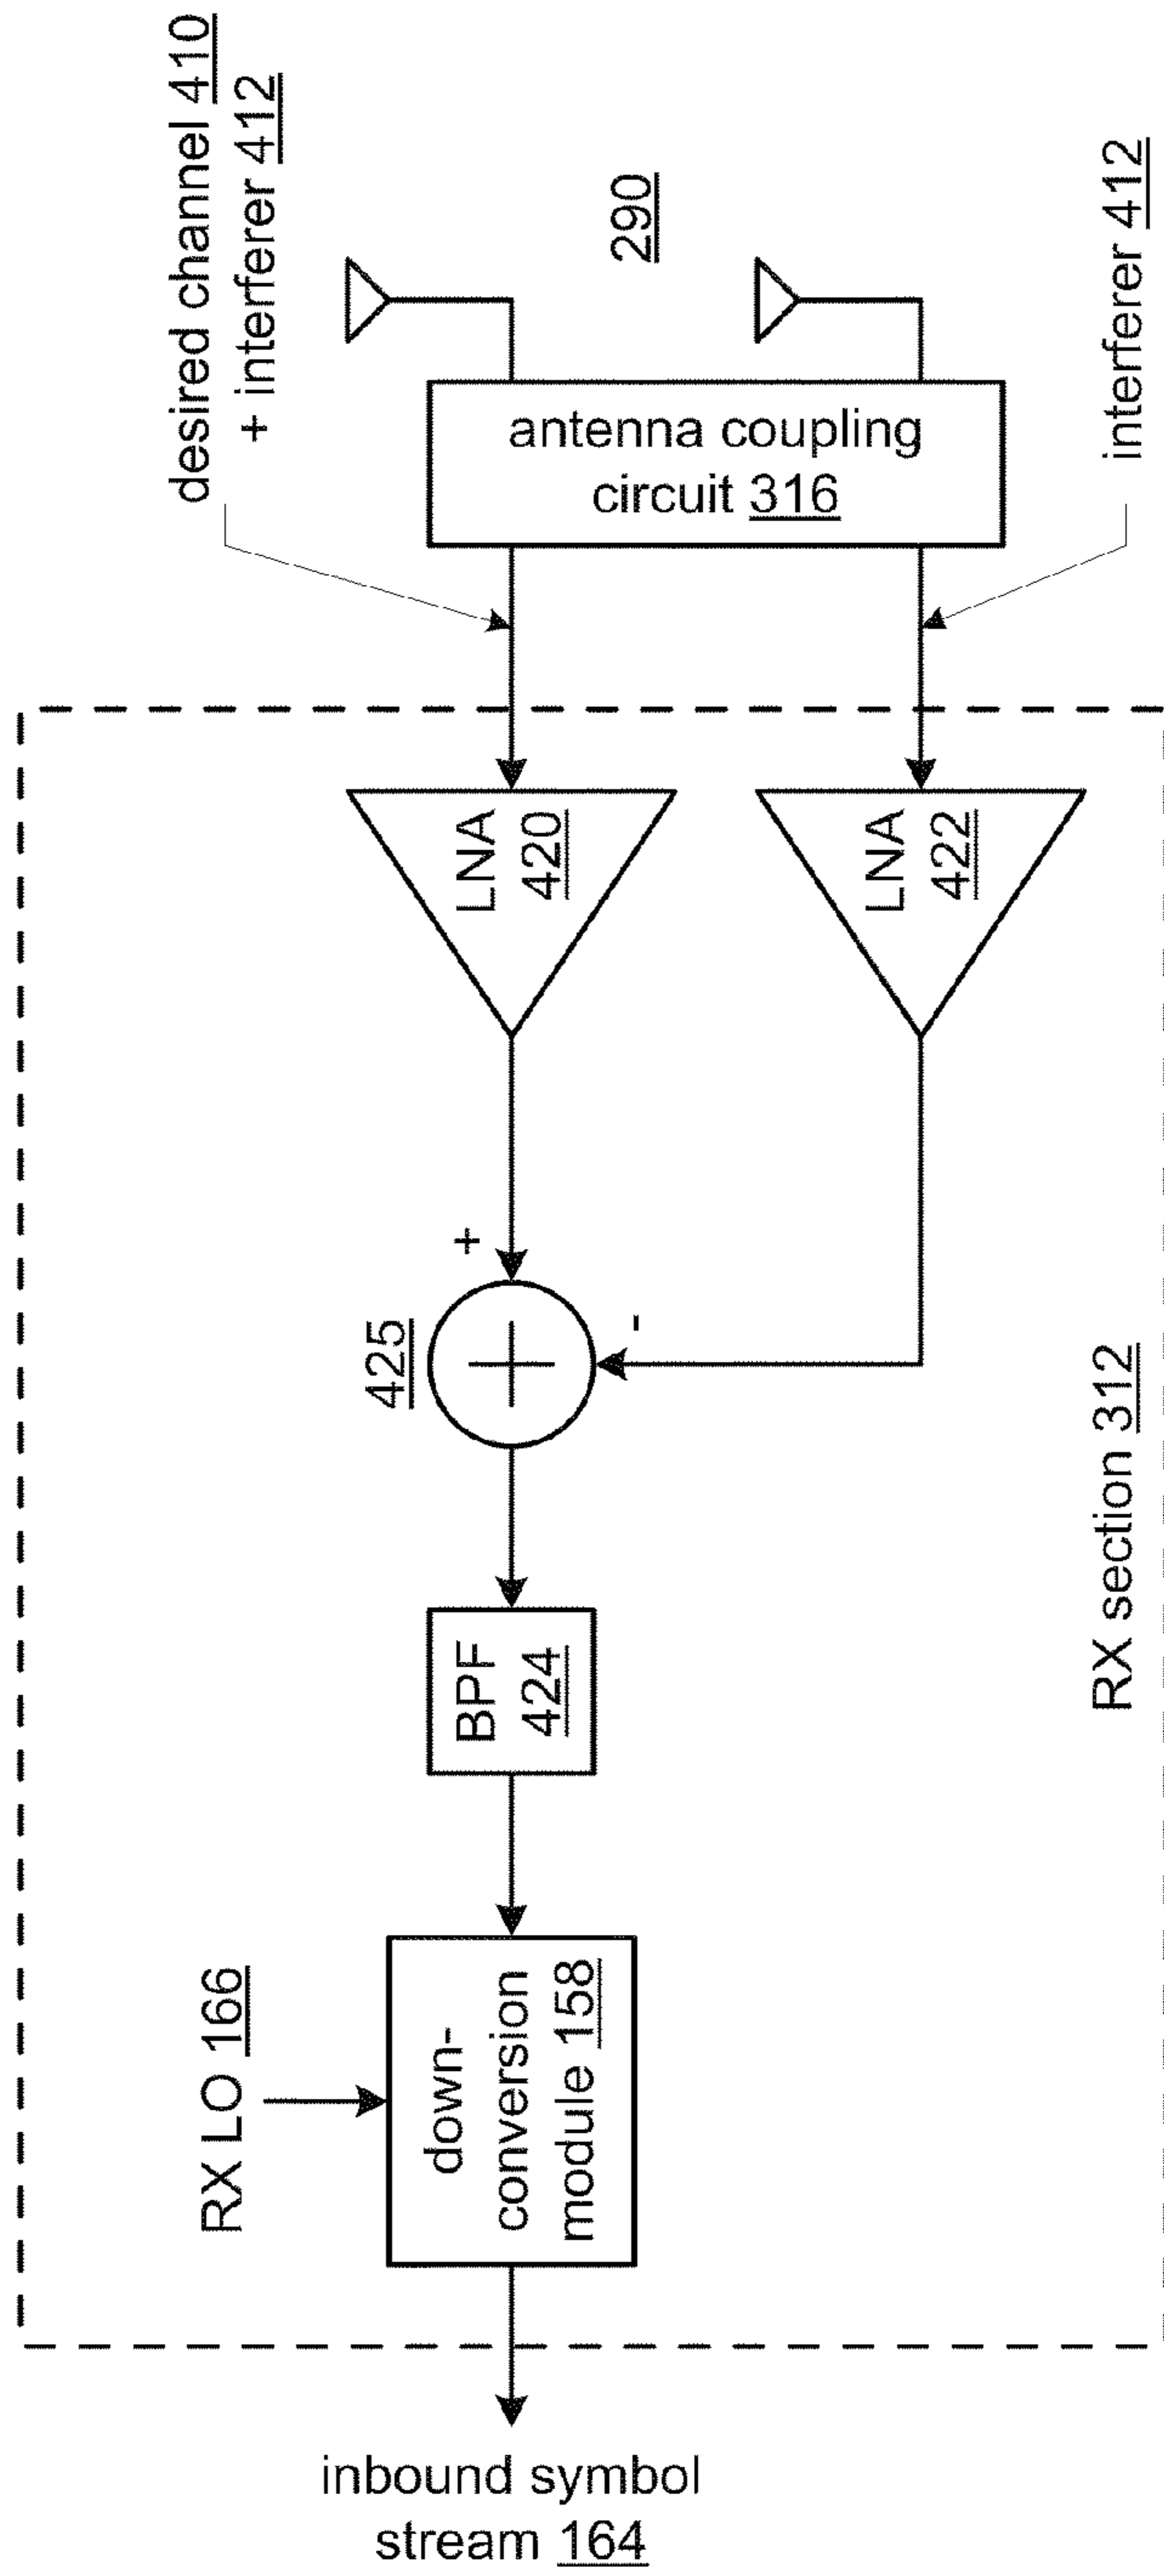 desired channel 410
+ interferer 412
290
antenna coupling
circuit 316
interferer 412
LNA
420
LNA
422
+
-
425
BPF
424
RX LO 166
down-
conversion
module 158
RX section 312
inbound symbol
stream 164